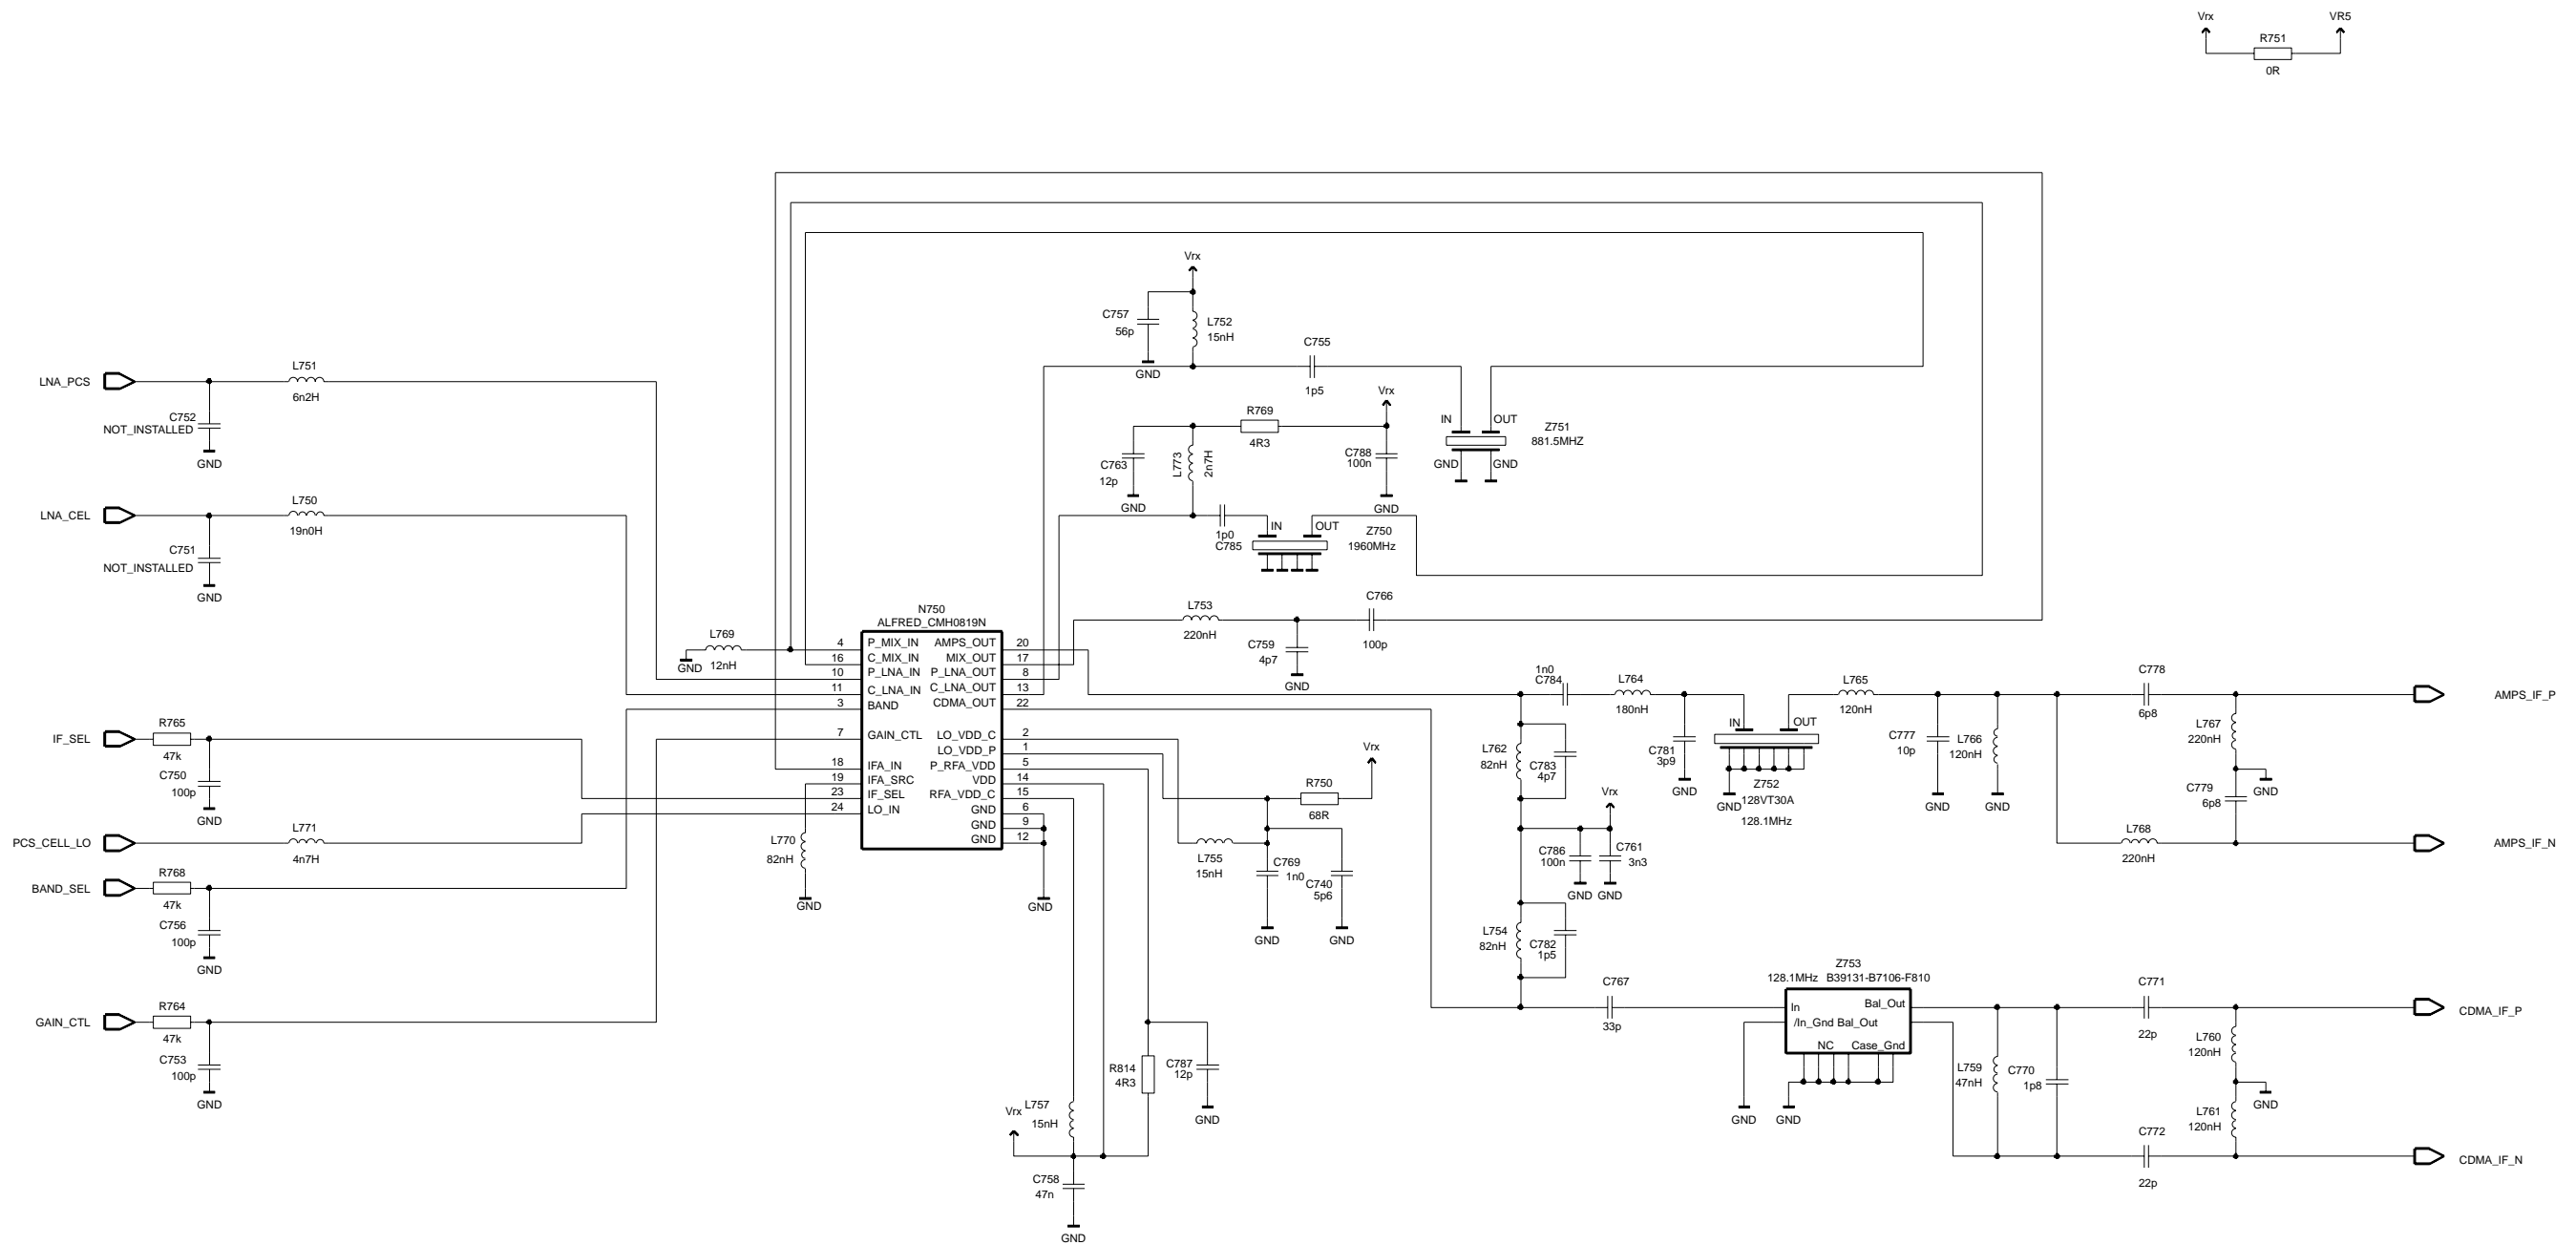 Vrx
VR5
R751
0R
Vrx
C757
56p
L752
15nH
GND
C755
1p5
L751
LNA_PCS
6n2H
C752
NOT_INSTALLED
GND
Vrx
R769
4R3
IN
OUT
Z751
881.5MHZ
GND
GND
C763
12p
L773
2n7H
C788
100n
GND
GND
L750
LNA_CEL
19n0H
C751
NOT_INSTALLED
GND
1p0
C785
IN
OUT
Z750
1960MHz
N750
ALFRED_CMH0819N
L753
220nH
C766
100p
C759
4p7
GND
L769
GND
12nH
4
P_MIX_IN
AMPS_OUT
20
16
C_MIX_IN
MIX_OUT
17
10
P_LNA_IN
P_LNA_OUT
8
11
C_LNA_IN
C_LNA_OUT
13
3
BAND
CDMA_OUT
22
7
GAIN_CTL
LO_VDD_C
2
LO_VDD_P
1
18
IFA_IN
P_RFA_VDD
5
19
IFA_SRC
VDD
14
23
IF_SEL
RFA_VDD_C
15
24
LO_IN
GND
6
GND
9
GND
12
R765
IF_SEL
47k
C750
100p
GND
L771
PCS_CELL_LO
4n7H
L770
82nH
GND
GND
R768
BAND_SEL
47k
C756
100p
GND
R764
GAIN_CTL
47k
C753
100p
GND
Vrx
R750
68R
L755
15nH
C769
1n0
C740
5p6
GND
GND
1n0
C784
L764
180nH
C781
3p9
GND
L762
82nH
C783
4p7
IN
OUT
GND
Z752
128VT30A
128.1MHz
L765
120nH
C777
10p
L766
120nH
GND
GND
C778
6p8
AMPS_IF_P
L767
220nH
GND
C779
6p8
L768
220nH
AMPS_IF_N
Vrx
C786
100n
C761
3n3
GND
GND
L754
82nH
C782
1p5
C767
33p
Z753
128.1MHz B39131-B7106-F810
In
Bal_Out
/In_Gnd
Bal_Out
NC
Case_Gnd
GND
GND
C771
22p
CDMA_IF_P
L760
120nH
L759
47nH
C770
1p8
GND
L761
120nH
C772
22p
CDMA_IF_N
R814
4R3
C787
12p
GND
Vrx
L757
15nH
C758
47n
GND